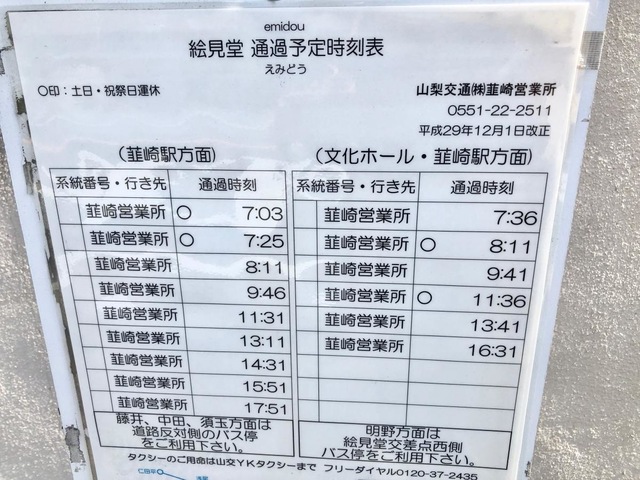 emidou
絵見堂 通過予定時刻表
えみどう
〇印：土日・祝祭日運休
山梨交通㈱韮崎営業所
0551-22-2511
平成29年12月1日改正
(韮崎駅方面)
系統番号・行き先 通過時刻
韮崎営業所 〇 7:03
韮崎営業所 〇 7:25
韮崎営業所 8:11
韮崎営業所 9:46
韮崎営業所 11:31
韮崎営業所 13:11
韮崎営業所 14:31
韮崎営業所 15:51
韮崎営業所 17:51
藤井、中田、須玉方面は
道路反対側のバス停
をご利用下さい。
(文化ホール・韮崎駅方面)
系統番号・行き先 通過時刻
韮崎営業所 7:36
韮崎営業所 〇 8:11
韮崎営業所 9:41
韮崎営業所 〇 11:36
韮崎営業所 13:41
韮崎営業所 16:31
明野方面は
絵見堂交差点西側
バス停をご利用下さい。
タクシーのご用命は山交YKタクシーまで フリーダイヤル0120-37-2435